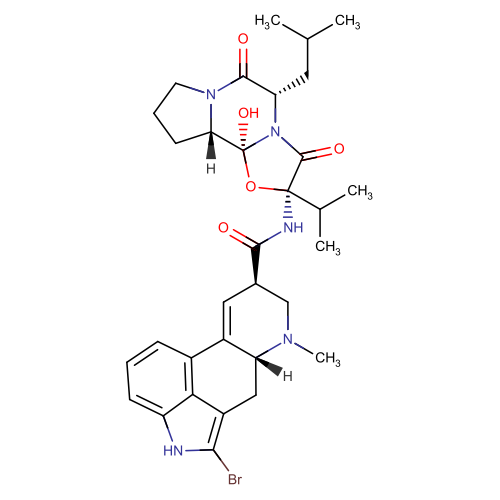 H₃C CH₃
O
N OH
N
H O
O CH₃
NH
O CH₃
N CH₃
H
HN
Br